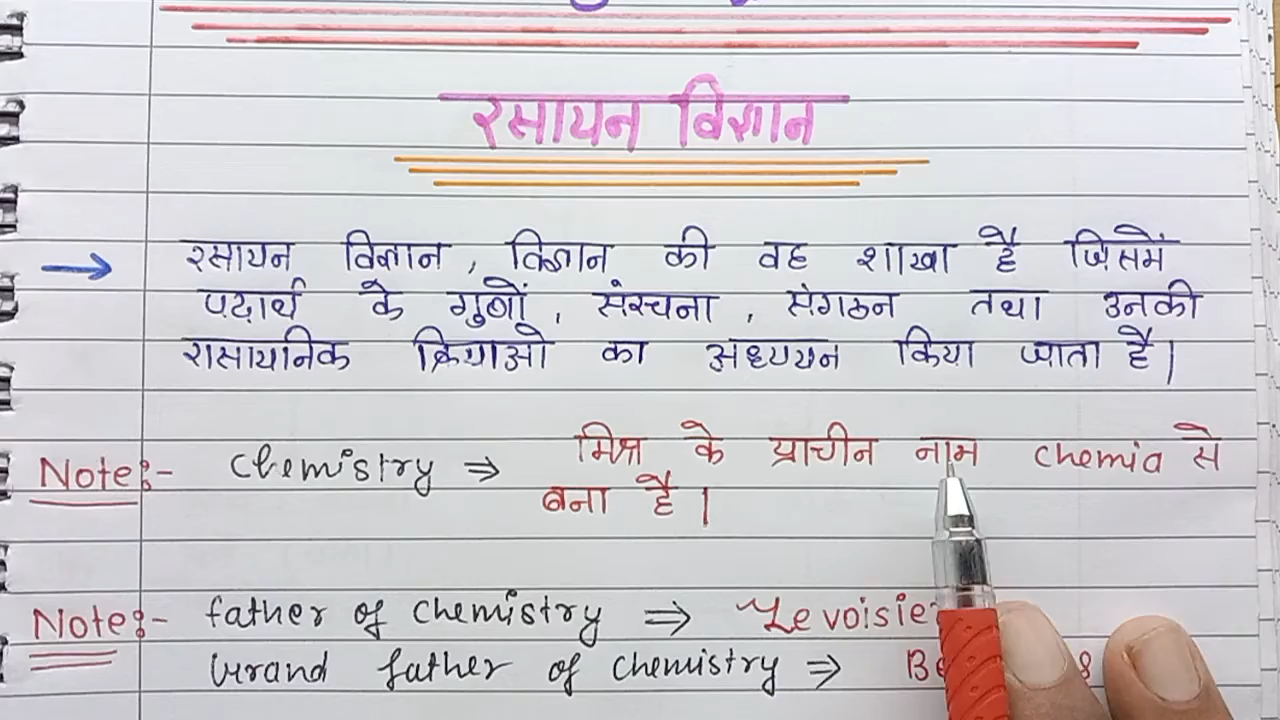 रसायन विज्ञान
रसायन विज्ञान, विज्ञान की वह शाखा है जिसमें
पदार्थ के गुणों, संरचना, संगठन तथा उनकी
रासायनिक क्रियाओ का अध्ययन किया जाता है।
Note:- Chemistry ⇒ मिस्र के प्राचीन नाम chemia से
बना है।
Note:- father of chemistry ⇒ Levoisier
Grand father of chemistry ⇒